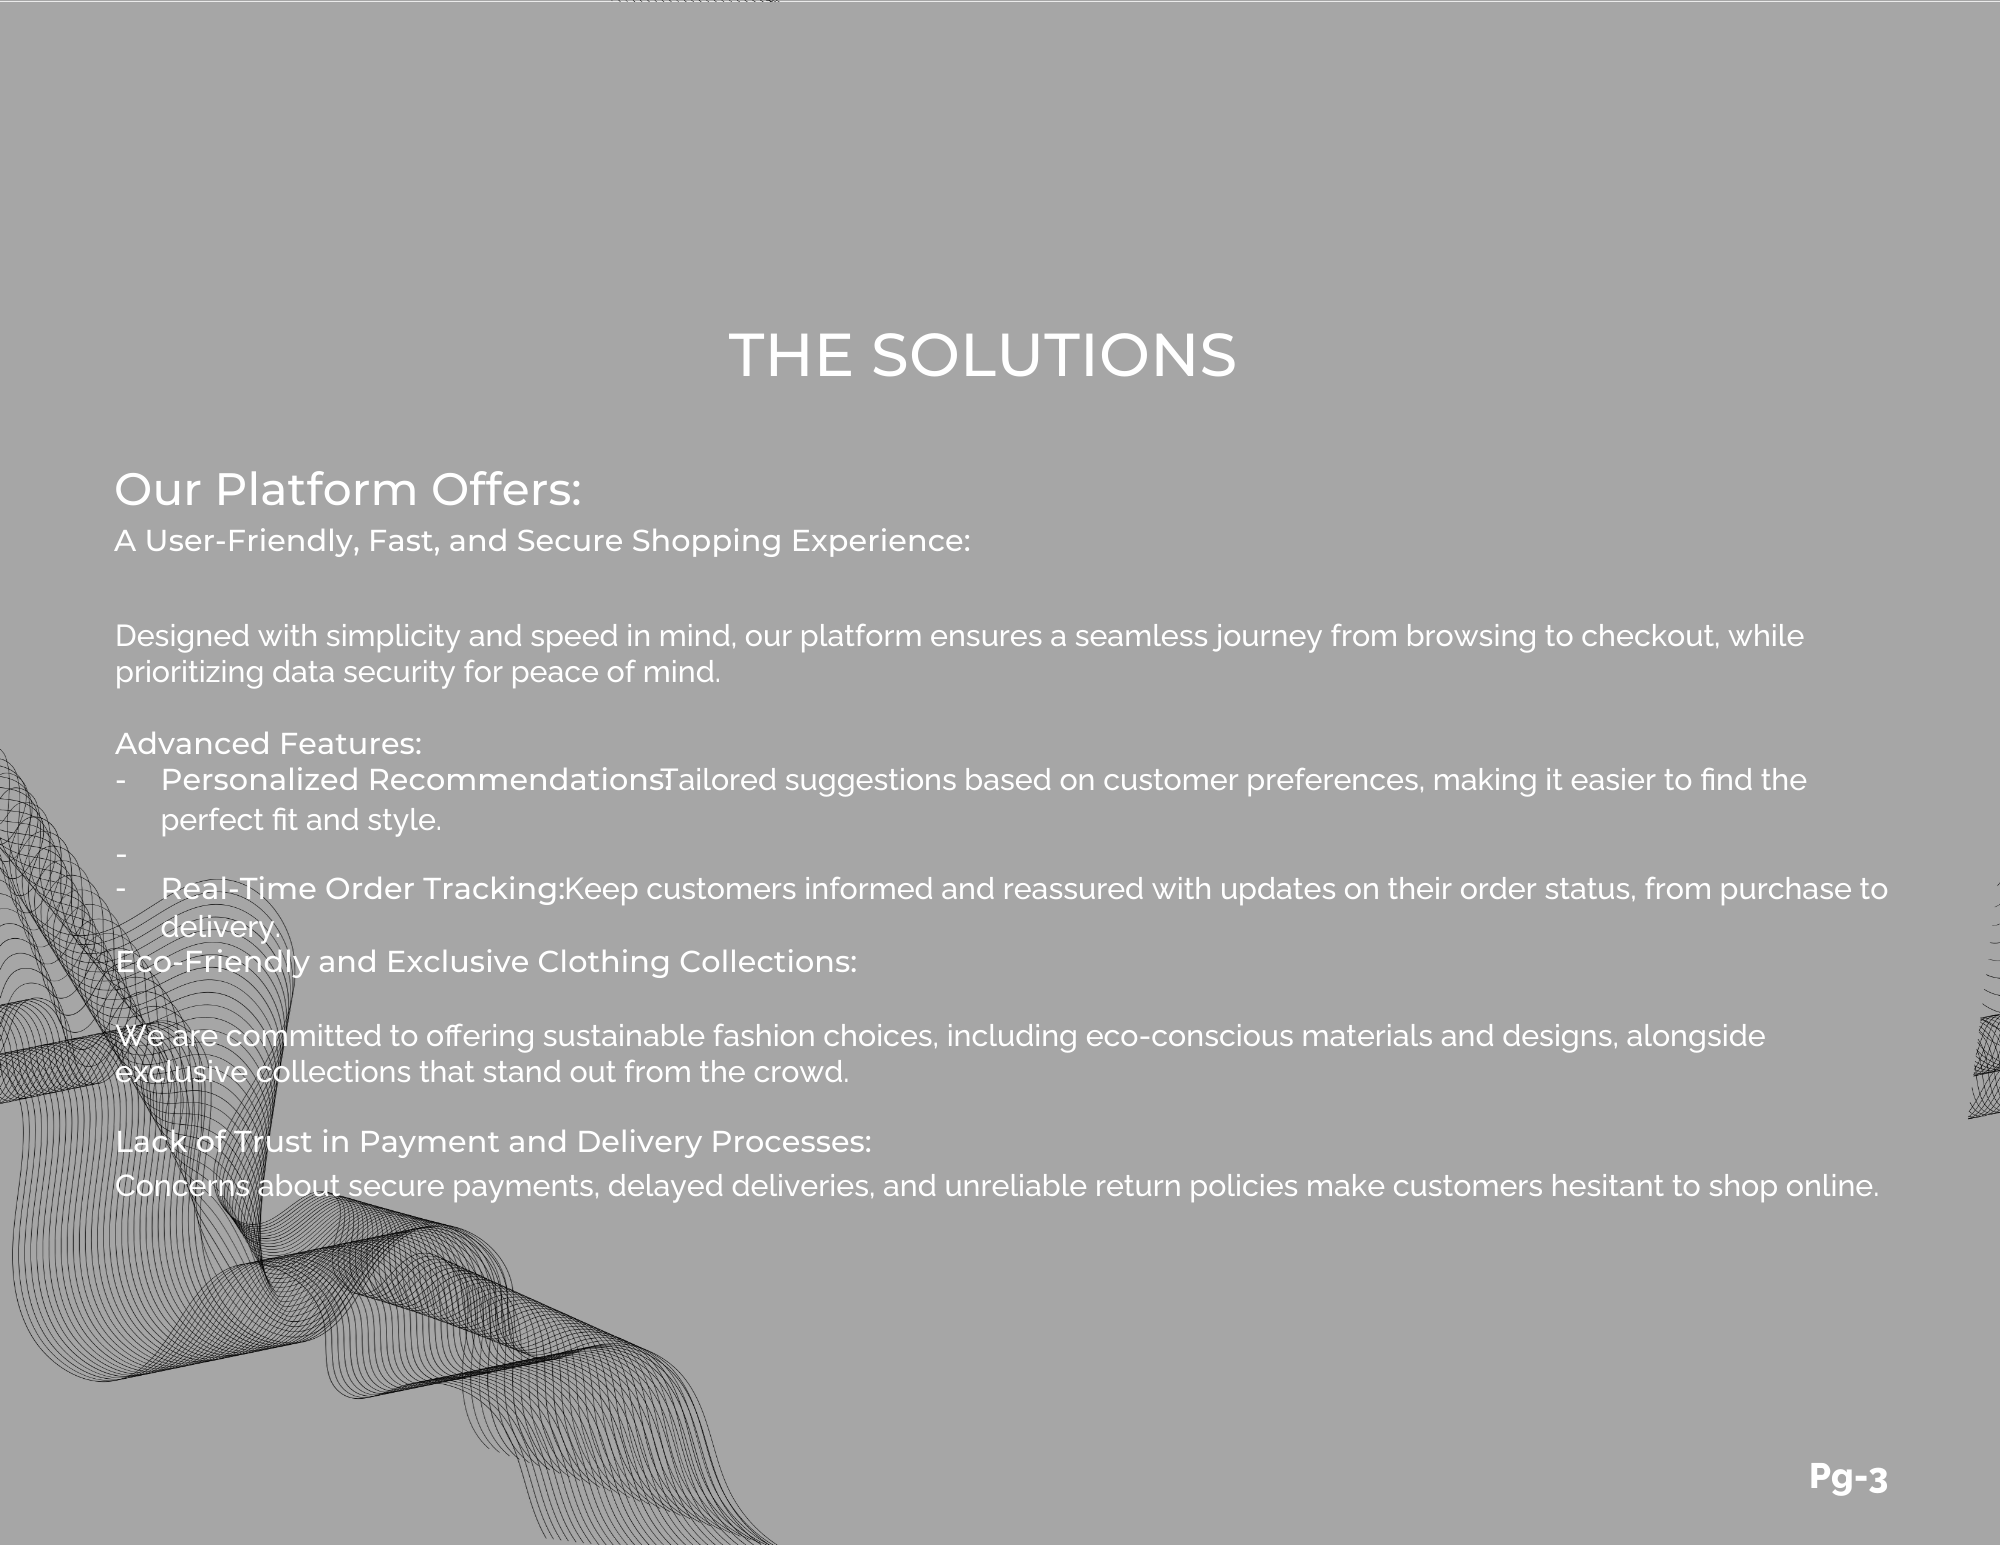 THE SOLUTIONS
Our Platform Offers:
A User-Friendly, Fast, and Secure Shopping Experience:
Designed with simplicity and speed in mind, our platform ensures a seamless journey from browsing to checkout, while
prioritizing data security for peace of mind.
Advanced Features:
- Personalized Recommendations:Tailored suggestions based on customer preferences, making it easier to find the
perfect fit and style.
-
- Real-Time Order Tracking:Keep customers informed and reassured with updates on their order status, from purchase to
delivery.
Eco-Friendly and Exclusive Clothing Collections:
We are committed to offering sustainable fashion choices, including eco-conscious materials and designs, alongside
exclusive collections that stand out from the crowd.
Lack of Trust in Payment and Delivery Processes:
Concerns about secure payments, delayed deliveries, and unreliable return policies make customers hesitant to shop online.
Pg-3